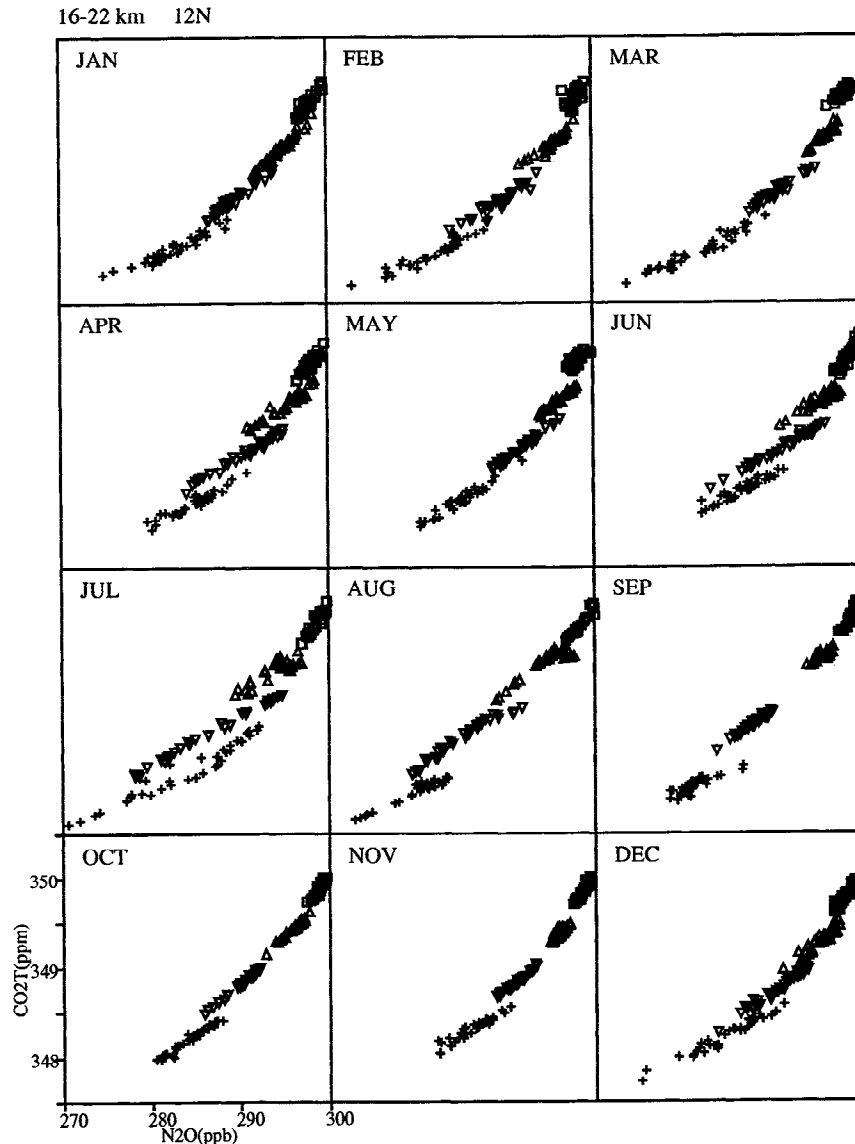 16-22 km 12N
JAN FEB MAR
APR MAY JUN
JUL AUG SEP
OCT NOV DEC
350
349
348
CO2T(ppm)
270 280 290 300
N2O(ppb)